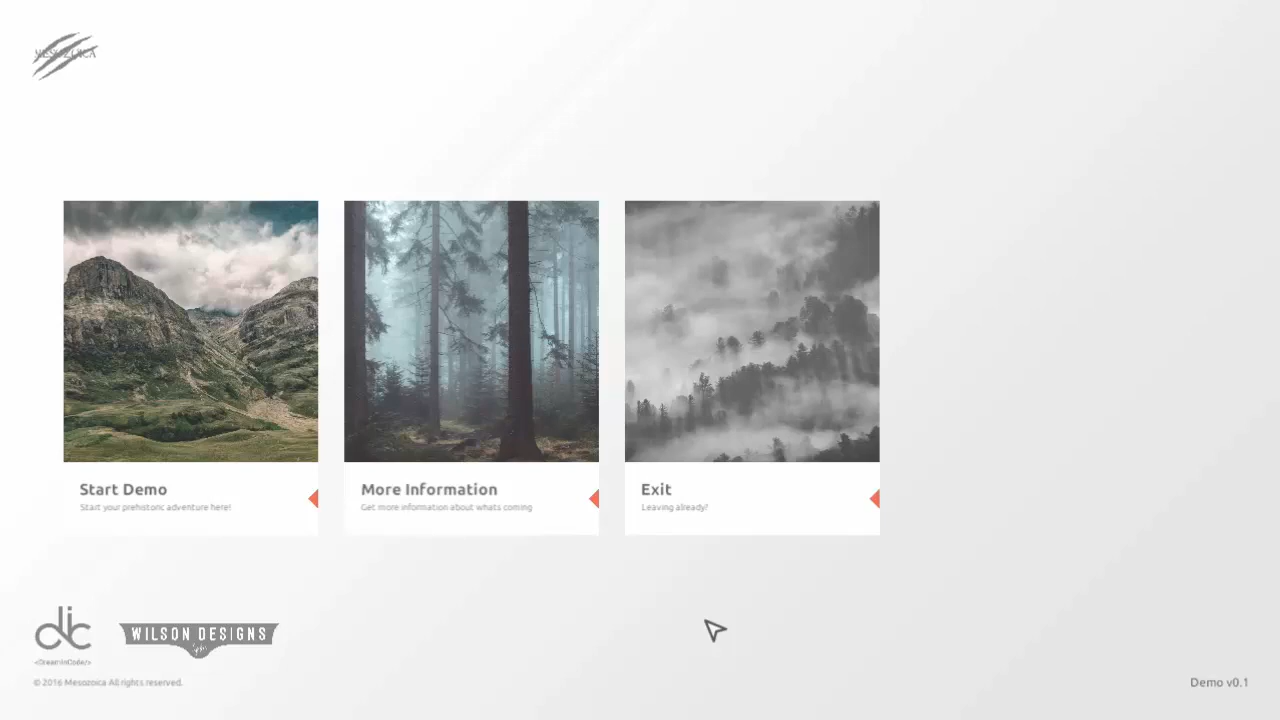 MESOZOICA
Start Demo
Start your prehistoric adventure here!
More Information
Get more information about whats coming
Exit
Leaving already?
dic
<DreamInCode/>
WILSON DESIGNS
© 2016 Mesozoica All rights reserved.
Demo v0.1